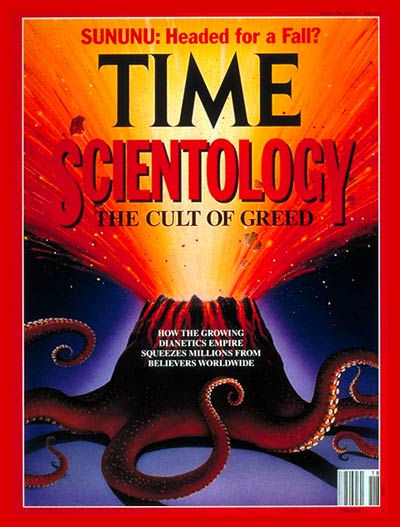 SUNUNU: Headed for a Fall?
TIME
SCIENTOLOGY
THE CULT OF GREED
HOW THE GROWING
DIANETICS EMPIRE
SQUEEZES MILLIONS FROM
BELIEVERS WORLDWIDE